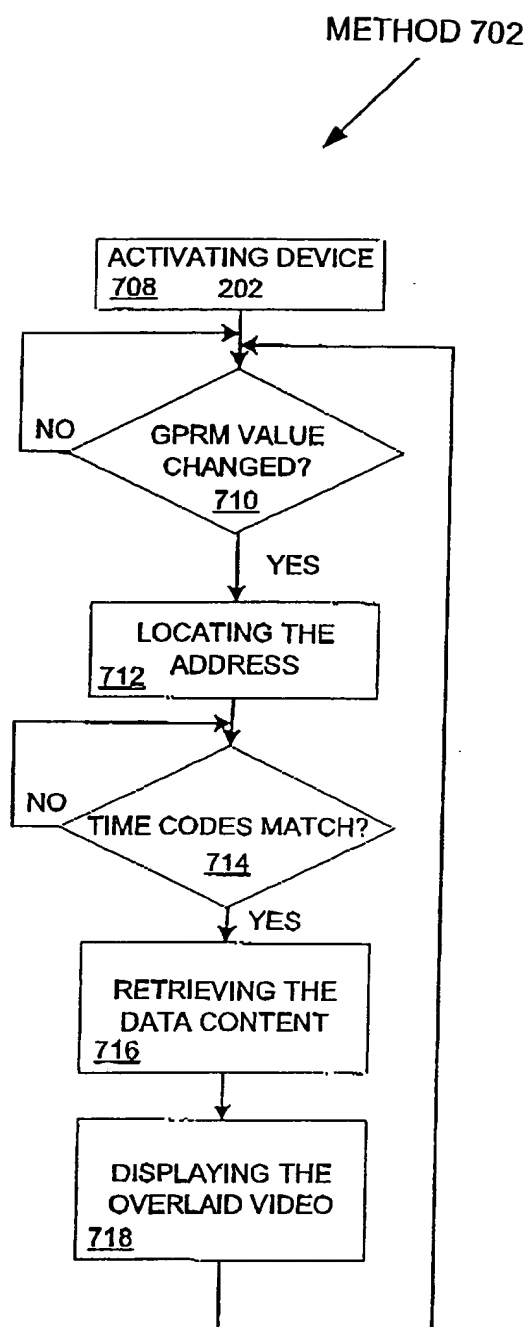 METHOD 702
ACTIVATING DEVICE
708 202
NO
GPRM VALUE
CHANGED?
710
YES
LOCATING THE
ADDRESS
712
NO
TIME CODES MATCH?
714
YES
RETRIEVING THE
DATA CONTENT
716
DISPLAYING THE
OVERLAID VIDEO
718